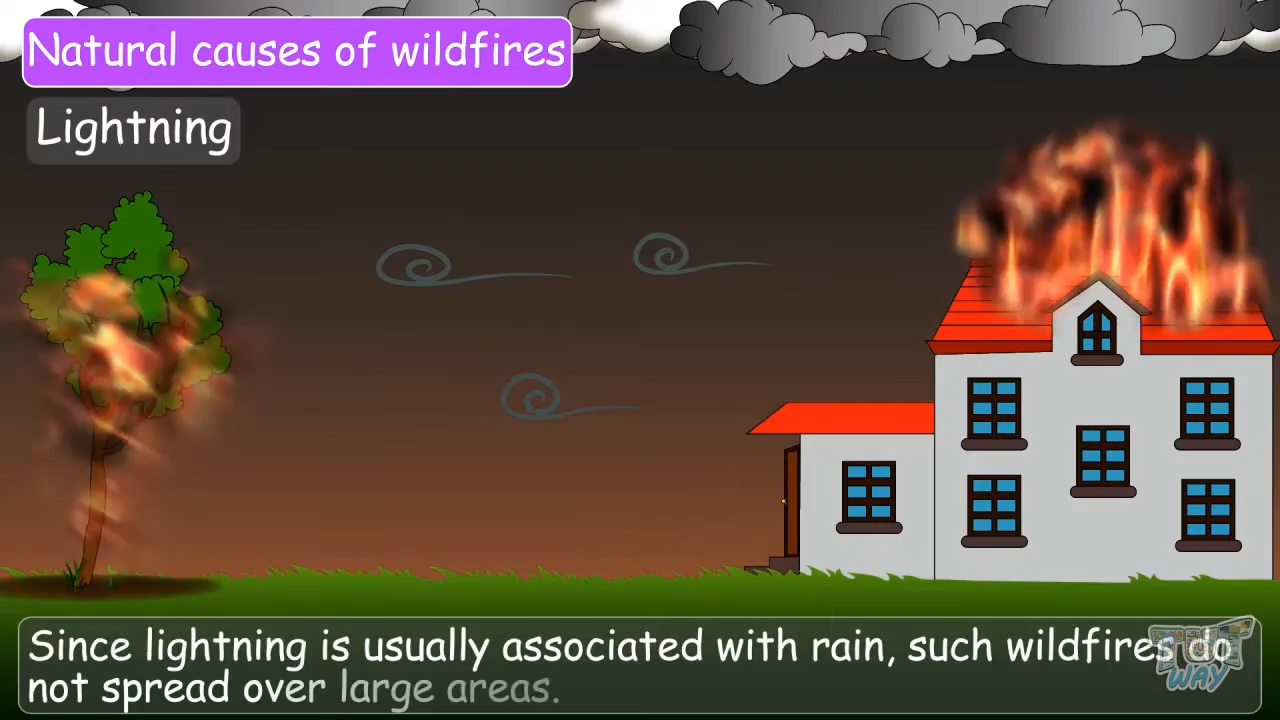 Natural causes of wildfires
Lightning
Since lightning is usually associated with rain, such wildfires do
not spread over large areas.
TUTWAY